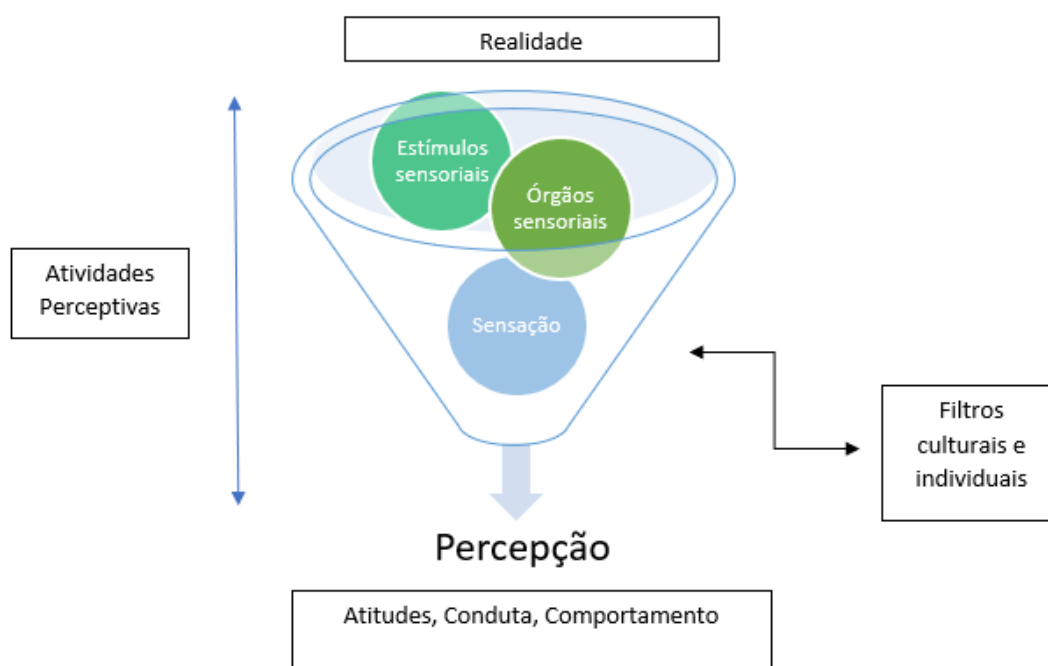 Realidade
Estímulos
sensoriais
Órgãos
sensoriais
Atividades
Perceptivas
Sensação
Filtros
culturais e
individuais
Percepção
Atitudes, Conduta, Comportamento